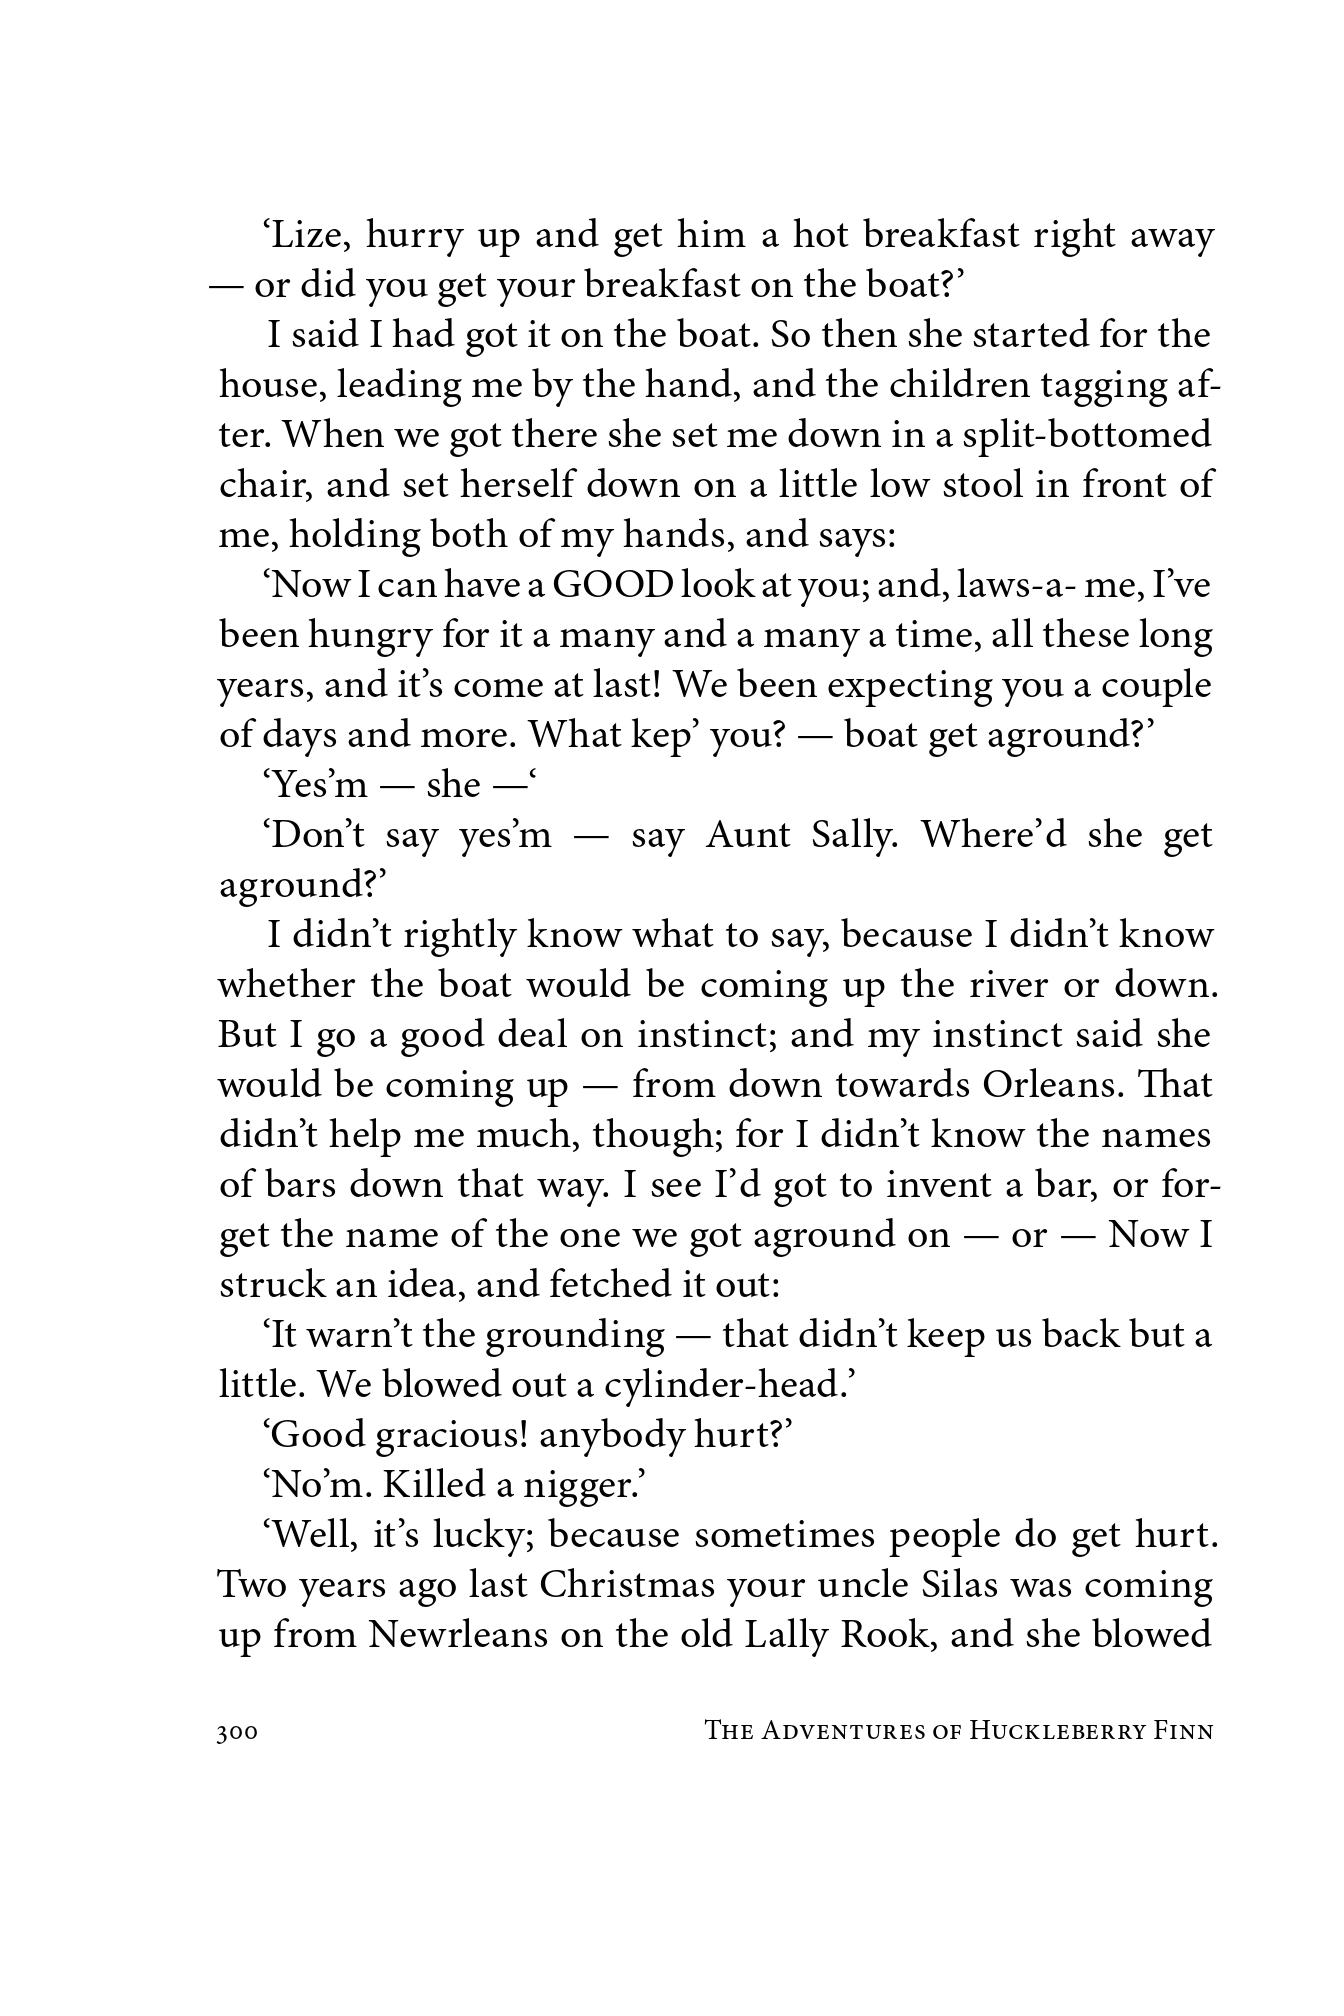 ‘Lize, hurry up and get him a hot breakfast right away
— or did you get your breakfast on the boat?’
I said I had got it on the boat. So then she started for the
house, leading me by the hand, and the children tagging af-
ter. When we got there she set me down in a split-bottomed
chair, and set herself down on a little low stool in front of
me, holding both of my hands, and says:
‘Now I can have a GOOD look at you; and, laws-a- me, I’ve
been hungry for it a many and a many a time, all these long
years, and it’s come at last! We been expecting you a couple
of days and more. What kep’ you? — boat get aground?’
‘Yes’m — she —‘
‘Don’t say yes’m — say Aunt Sally. Where’d she get
aground?’
I didn’t rightly know what to say, because I didn’t know
whether the boat would be coming up the river or down.
But I go a good deal on instinct; and my instinct said she
would be coming up — from down towards Orleans. That
didn’t help me much, though; for I didn’t know the names
of bars down that way. I see I’d got to invent a bar, or for-
get the name of the one we got aground on — or — Now I
struck an idea, and fetched it out:
‘It warn’t the grounding — that didn’t keep us back but a
little. We blowed out a cylinder-head.’
‘Good gracious! anybody hurt?’
‘No’m. Killed a nigger.’
‘Well, it’s lucky; because sometimes people do get hurt.
Two years ago last Christmas your uncle Silas was coming
up from Newrleans on the old Lally Rook, and she blowed
300 The Adventures of Huckleberry Finn